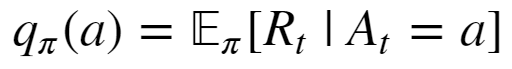 q_π(a) = 𝔼_π[R_t | A_t = a]